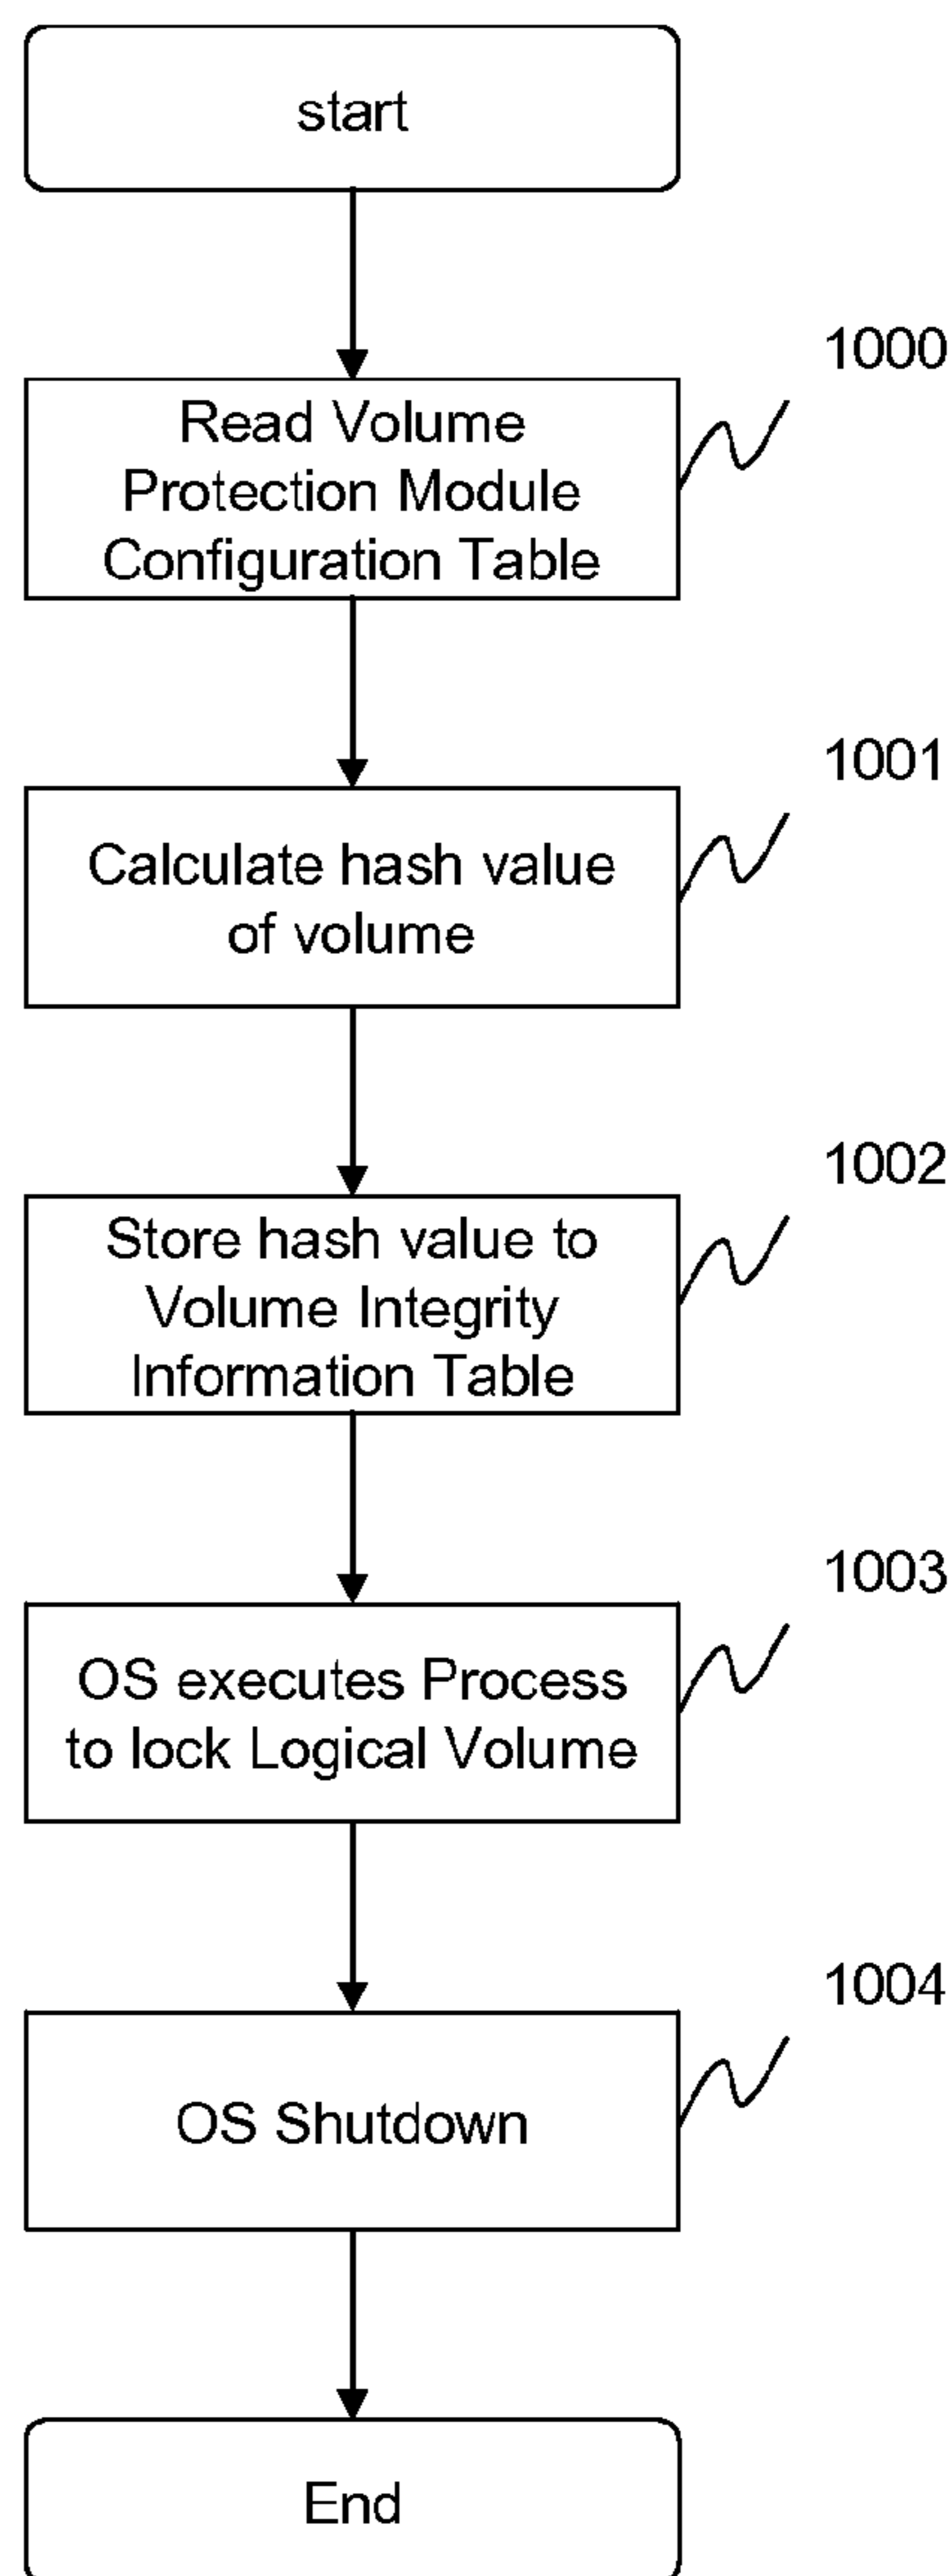 start
1000
Read Volume
Protection Module
Configuration Table
1001
Calculate hash value
of volume
1002
Store hash value to
Volume Integrity
Information Table
1003
OS executes Process
to lock Logical Volume
1004
OS Shutdown
End